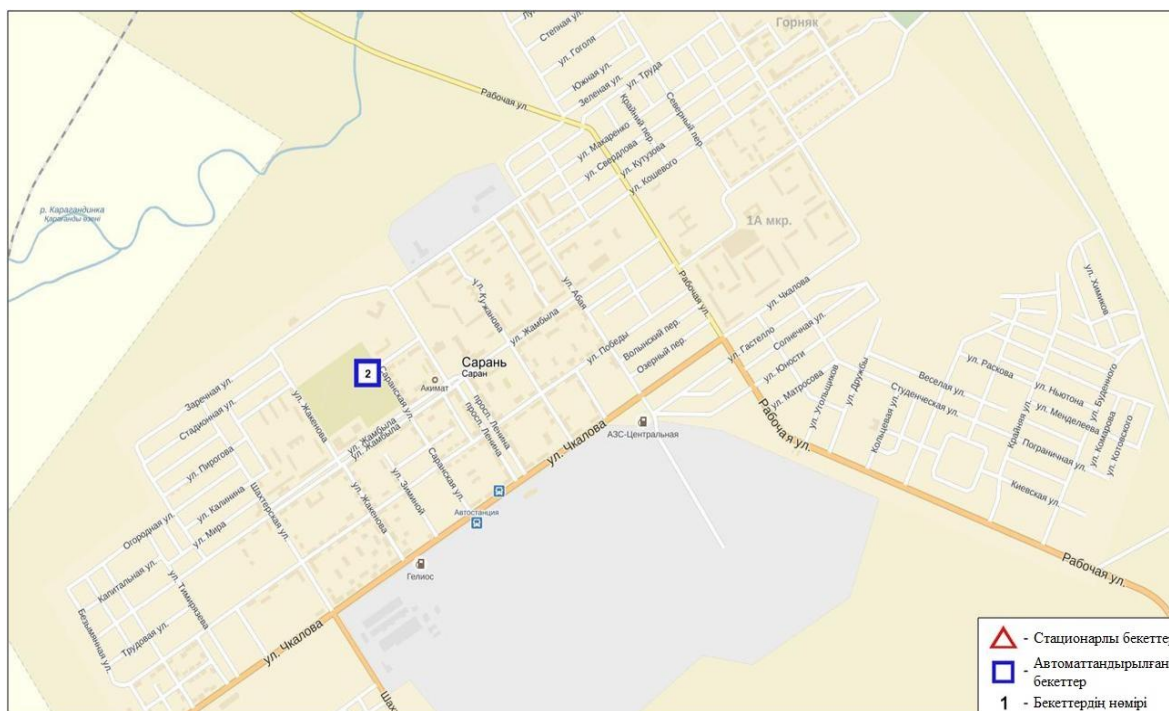 Горняк
Степная ул.
ул. Гоголя
Южная ул.
Зеленая ул.
ул. Труда
Рабочая ул.
Крайний пер.
Северный пер.
ул. Макаренко
ул. Свердлова
ул. Кутузова
ул. Кошевого
р. Карагандинка
Қарағанды өзені
1А мкр.
ул. Химиков
ул. Кужанова
ул. Абая
Рабочая ул.
ул. Чкалова
ул. Жамбыла
ул. Победы
Волынский пер.
Озерный пер.
ул. Гастелло
Солнечная ул.
ул. Юности
ул. Матросова
ул. Угольщиков
ул. Дружбы
Сарань
Саран
Акимат
2
Саранская ул.
Заречная ул.
Стадионная ул.
ул. Жакенова
ул. Жамбыла
ул. Жамбыла
просп. Ленина
просп. Ленина
АЗС-Центральная
ул. Чкалова
Рабочая ул.
Веселая ул.
Студенческая ул.
Кольцевая ул.
ул. Раскова
ул. Ньютона
ул. Буденного
ул. Менделеева
Крайняя ул.
Пограничная ул.
ул. Комарова
ул. Котовского
Киевская ул.
ул. Пирогова
ул. Калинина
ул. Мира
Огородная ул.
Шахтерская ул.
ул. Жакенова
ул. Зиминой
Саранская ул.
Автостанция
Гелиос
Капитальная ул.
ул. Тимирязева
Безымянная ул.
Трудовая ул.
ул. Чкалова
Рабочая ул.
- Стационарлы бекеттер
- Автоматтандырылған
бекеттер
1 - Бекеттердің нөмірі